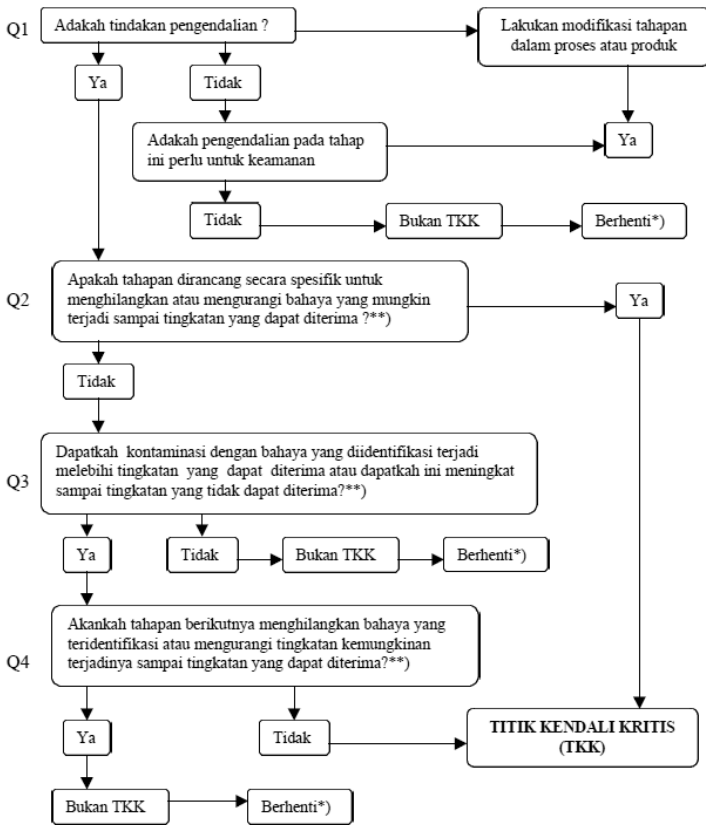 Q1
Adakah tindakan pengendalian ?
Lakukan modifikasi tahapan
dalam proses atau produk
Ya
Tidak
Adakah pengendalian pada tahap
ini perlu untuk keamanan
Ya
Tidak
Bukan TKK
Berhenti*)
Q2
Apakah tahapan dirancang secara spesifik untuk
menghilangkan atau mengurangi bahaya yang mungkin
terjadi sampai tingkatan yang dapat diterima ?**)
Ya
Tidak
Q3
Dapatkah kontaminasi dengan bahaya yang diidentifikasi terjadi
melebihi tingkatan yang dapat diterima atau dapatkah ini meningkat
sampai tingkatan yang tidak dapat diterima?**)
Ya
Tidak
Bukan TKK
Berhenti*)
Q4
Akankah tahapan berikutnya menghilangkan bahaya yang
teridentifikasi atau mengurangi tingkatan kemungkinan
terjadinya sampai tingkatan yang dapat diterima?**)
Ya
Tidak
TITIK KENDALI KRITIS
(TKK)
Bukan TKK
Berhenti*)